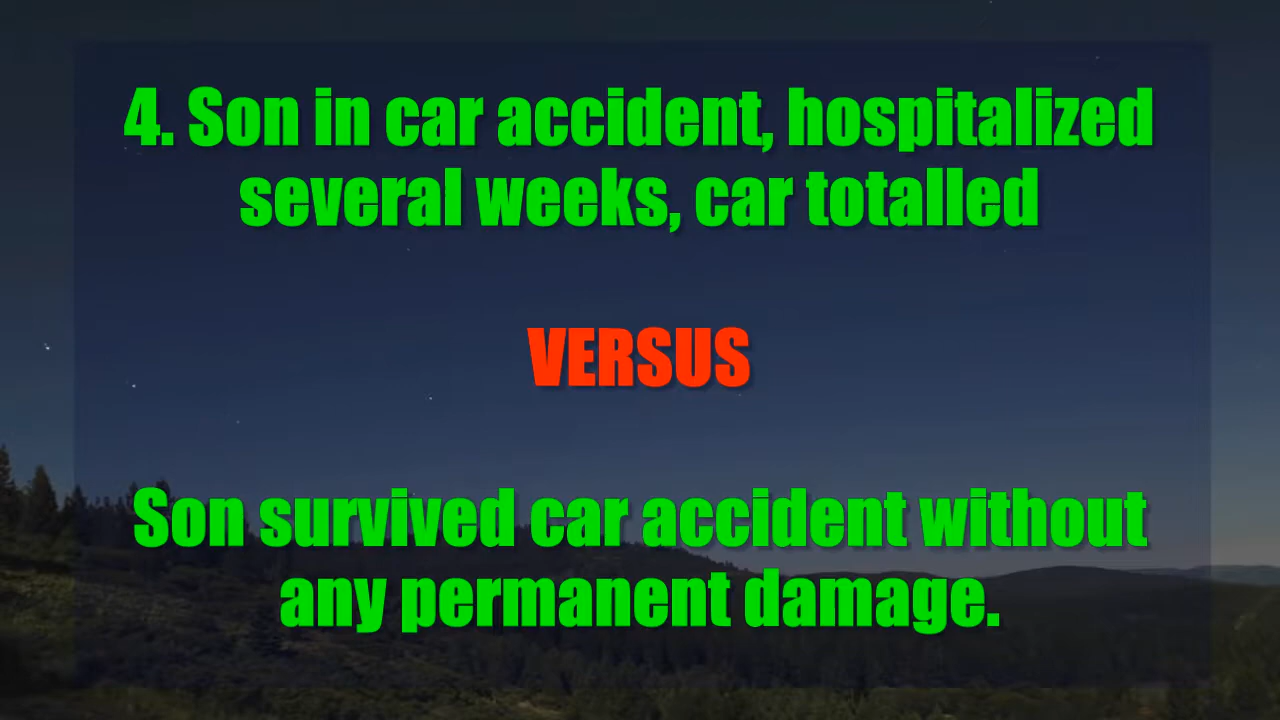 4. Son in car accident, hospitalized
several weeks, car totalled
VERSUS
Son survived car accident without
any permanent damage.